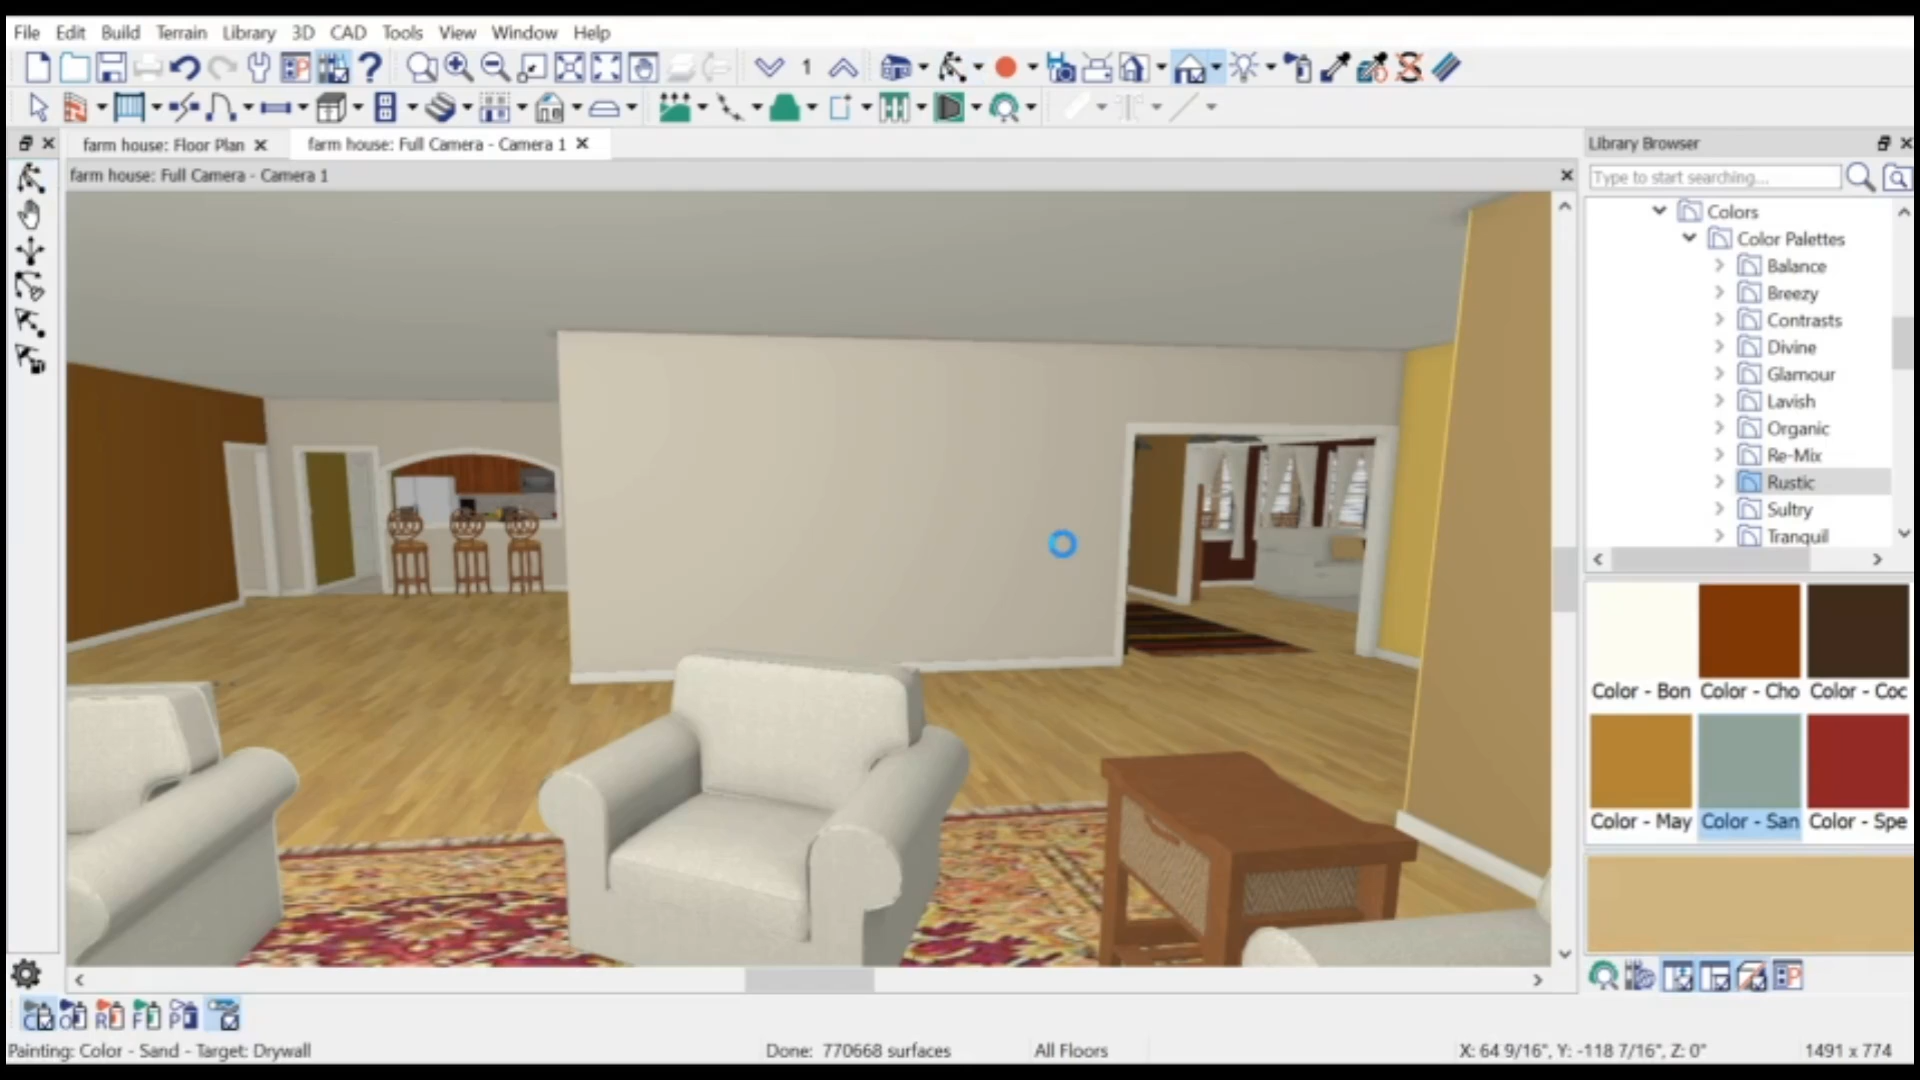 File Edit Build Terrain Library 3D CAD Tools View Window Help
1
farm house: Floor Plan
farm house: Full Camera - Camera 1
Library Browser
farm house: Full Camera - Camera 1
Type to start searching...
Colors
Color Palettes
Balance
Breezy
Contrasts
Divine
Glamour
Lavish
Organic
Re-Mix
Rustic
Sultry
Tranquil
Color - Bon Color - Cho Color - Coc
Color - May Color - San Color - Spe
C O R F P
Painting: Color - Sand - Target: Drywall
Done: 770668 surfaces
All Floors
X: 64 9/16", Y: -118 7/16", Z: 0"
1491 x 774